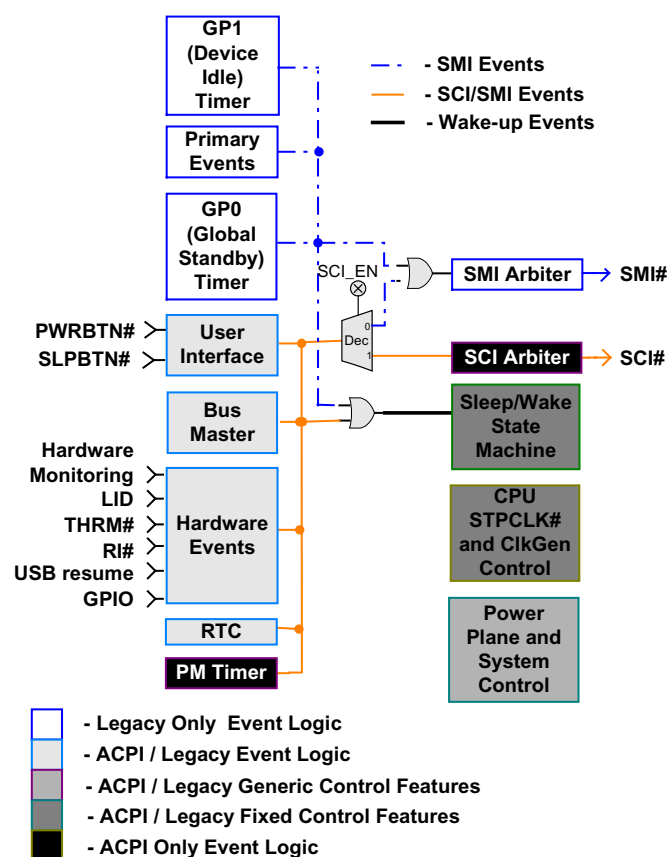 GP1
(Device
Idle)
Timer
- SMI Events
- SCI/SMI Events
- Wake-up Events
Primary
Events
GP0
(Global
Standby)
Timer
SCI_EN
SMI Arbiter
SMI#
PWRBTN#
SLPBTN#
User
Interface
0
Dec
1
SCI Arbiter
SCI#
Bus
Master
Sleep/Wake
State
Machine
Hardware
Monitoring
LID
THRM#
RI#
USB resume
GPIO
Hardware
Events
CPU
STPCLK#
and ClkGen
Control
RTC
PM Timer
Power
Plane and
System
Control
- Legacy Only Event Logic
- ACPI / Legacy Event Logic
- ACPI / Legacy Generic Control Features
- ACPI / Legacy Fixed Control Features
- ACPI Only Event Logic